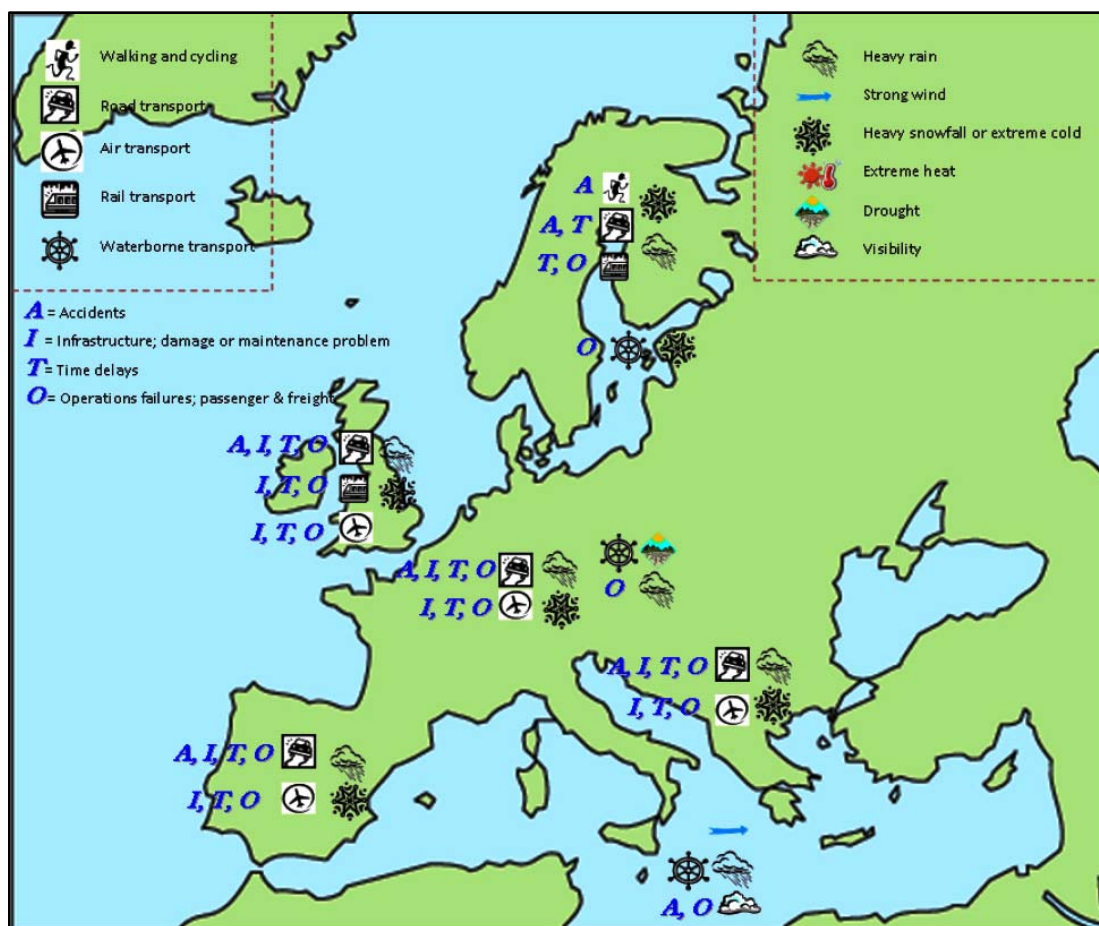 Walking and cycling
Road transport
Air transport
Rail transport
Waterborne transport
Heavy rain
Strong wind
Heavy snowfall or extreme cold
Extreme heat
Drought
Visibility
A = Accidents
I = Infrastructure; damage or maintenance problem
T = Time delays
O = Operations failures; passenger & freight
A
A, T
T, O
O
A, I, T, O
I, T, O
I, T, O
A, I, T, O
I, T, O
O
A, I, T, O
I, T, O
A, I, T, O
I, T, O
A, O